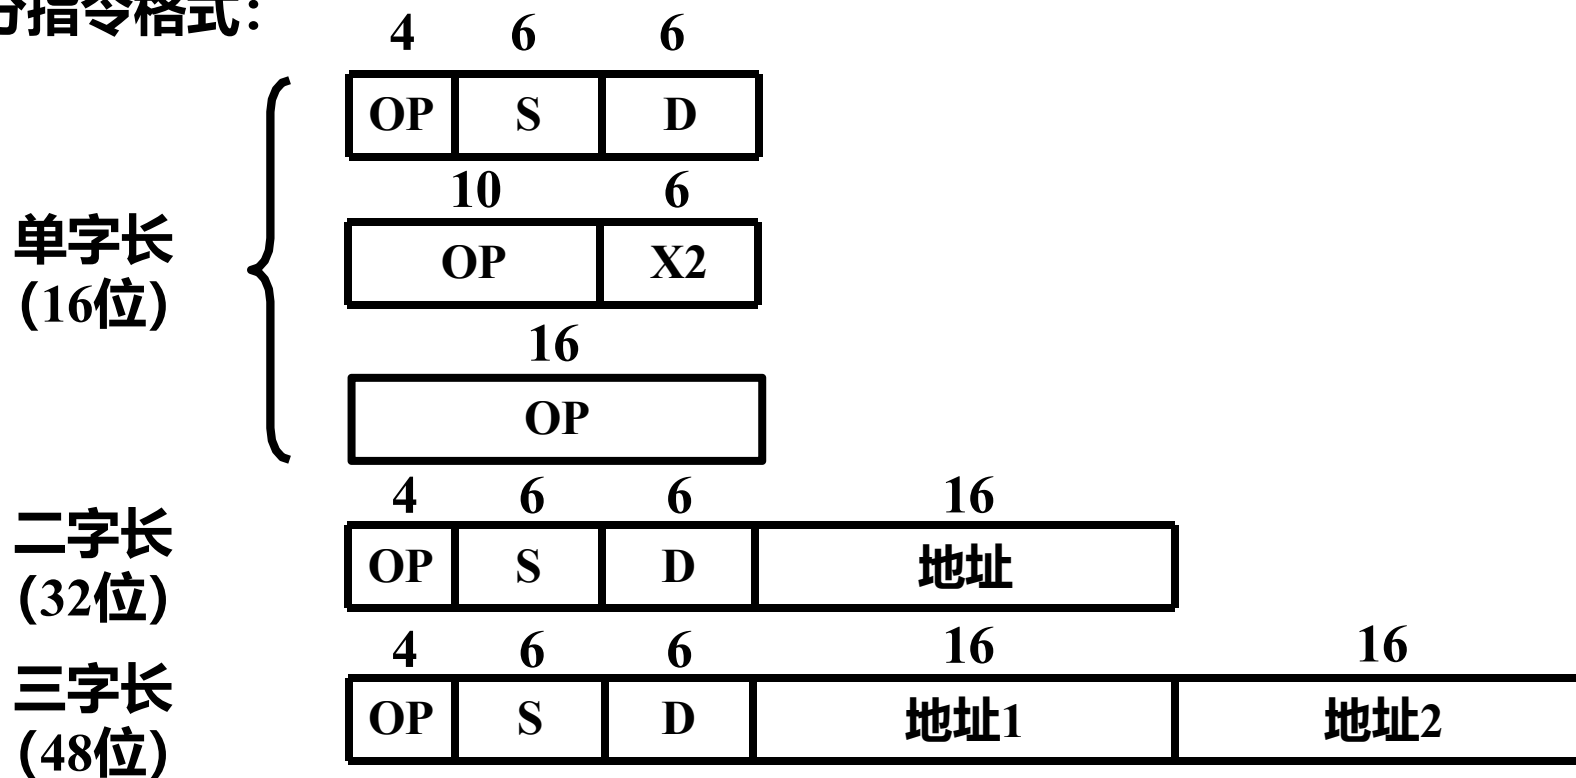 分指令格式：
4 6 6
OP S D
10 6
OP X2
单字长
(16位)
16
OP
4 6 6 16
二字长
(32位)
OP S D 地址
4 6 6 16 16
三字长
(48位)
OP S D 地址1 地址2